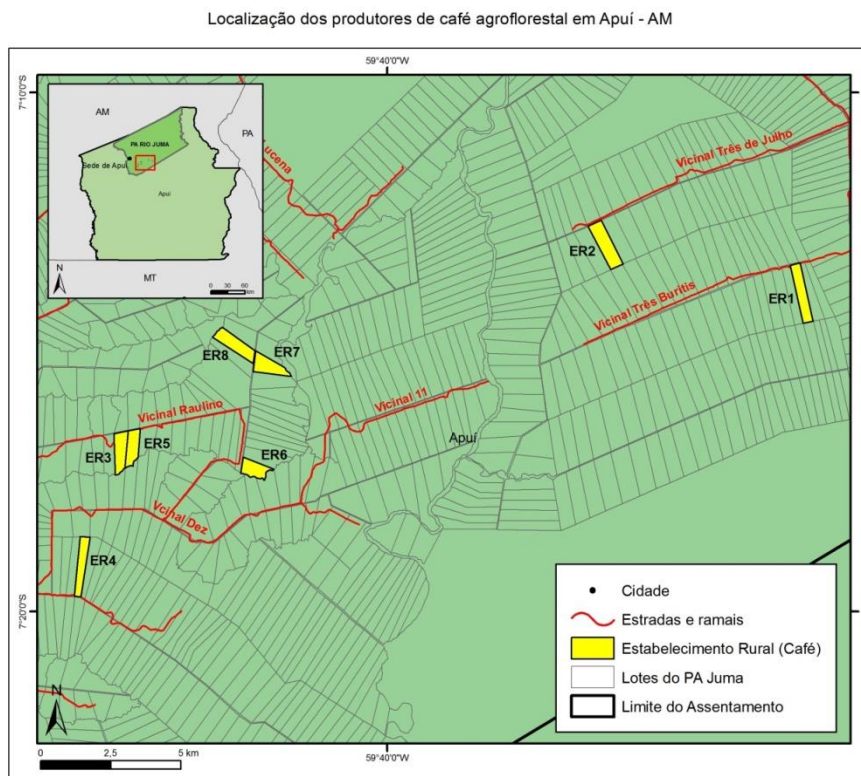 Localização dos produtores de café agroflorestal em Apuí - AM
59°40'0"W
7°10'0"S
AM
PA
PA RIO JUMA
Sede de Apuí
Apuí
MT
N
0 30 60
km
ucena
Vicinal Três de Julho
ER2
Vicinal Três Buritis
ER1
ER8
ER7
Vicinal Raulino
Vicinal 11
Apuí
ER3
ER5
ER6
Vcinal Dez
ER4
7°20'0"S
Cidade
Estradas e ramais
Estabelecimento Rural (Café)
Lotes do PA Juma
Limite do Assentamento
N
59°40'0"W
0 2,5 5 km